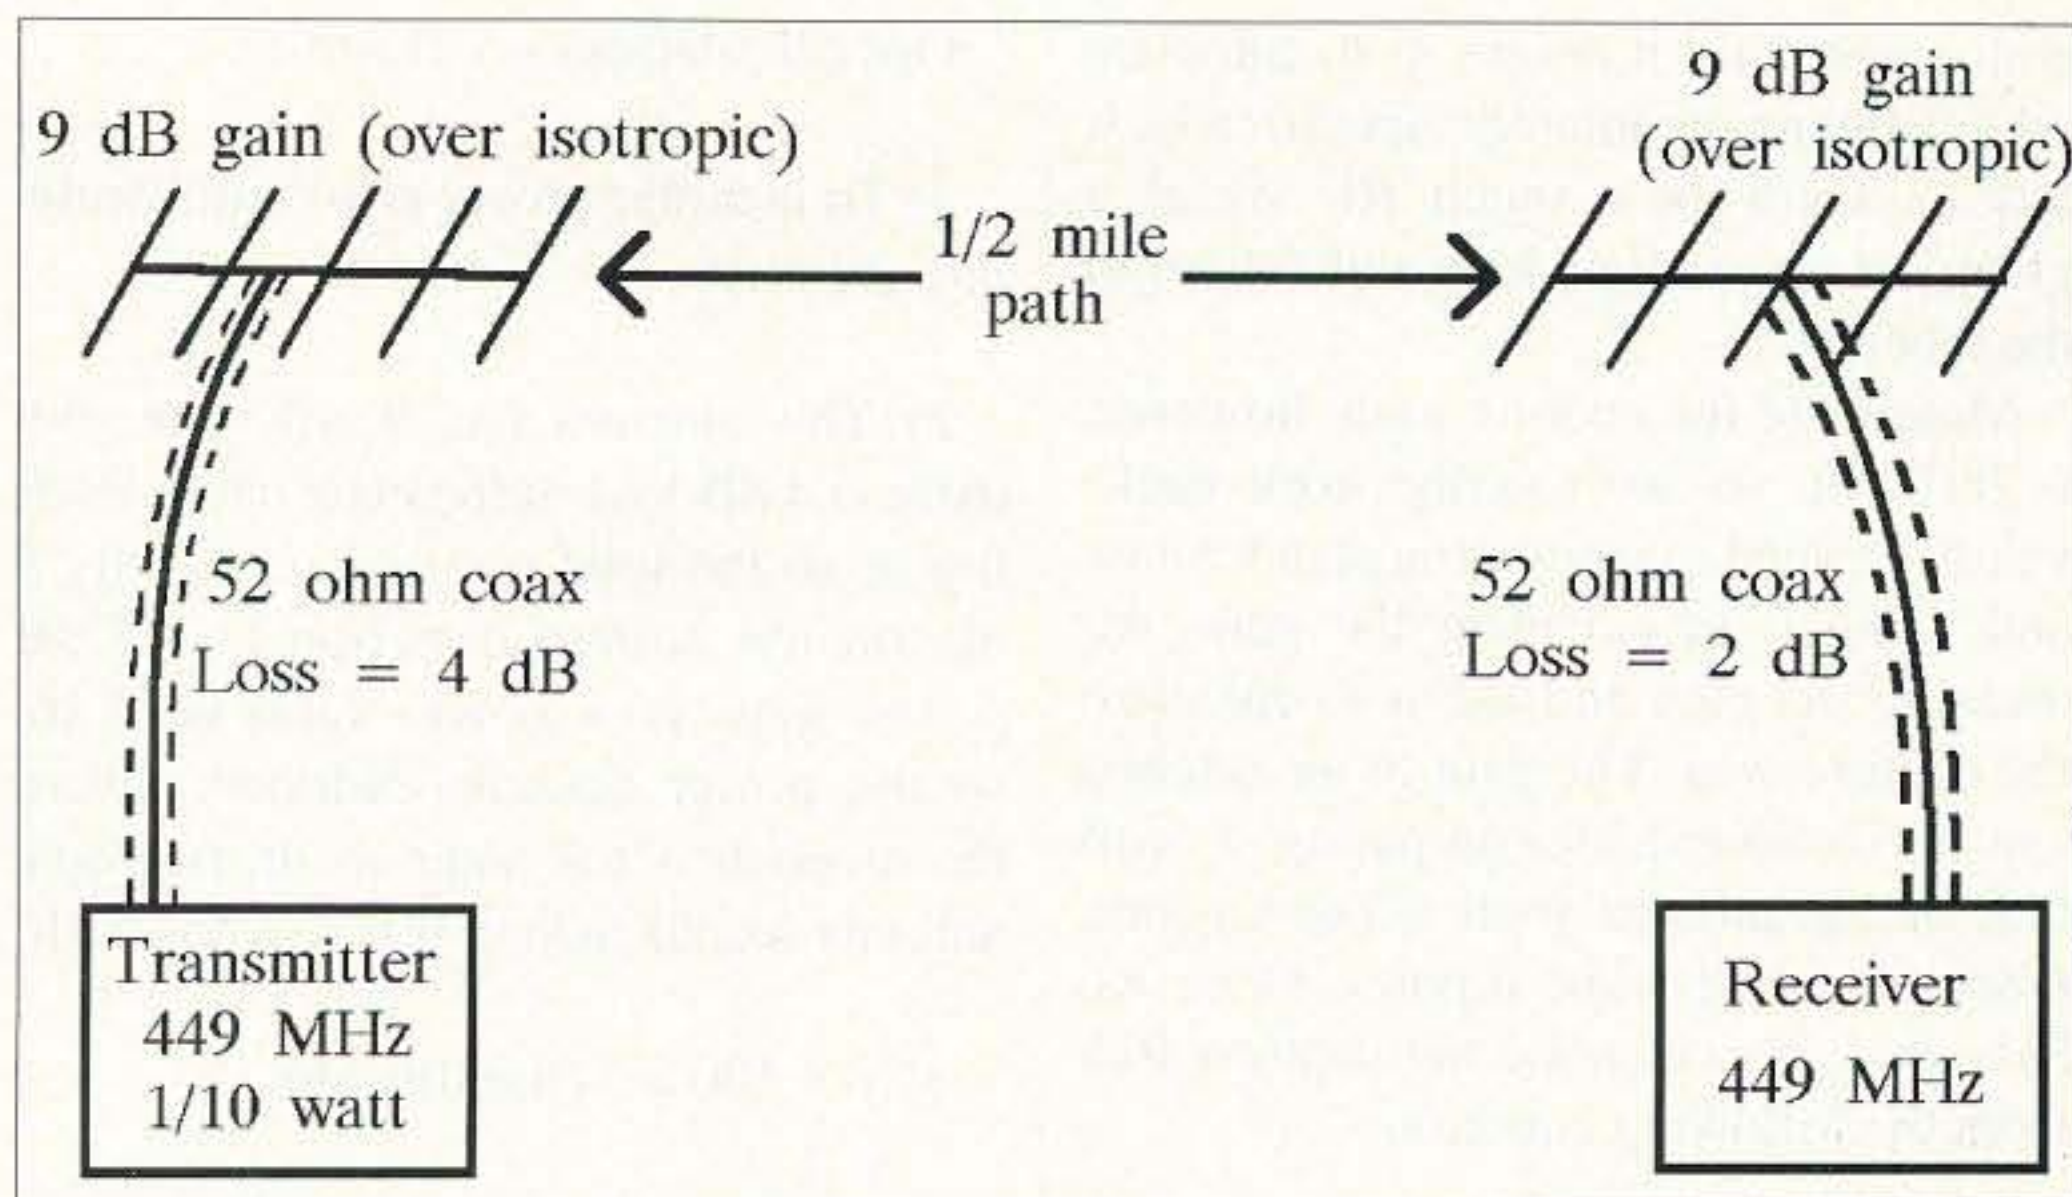 9 dB gain (over isotropic)
9 dB gain
(over isotropic)
1/2 mile
path
52 ohm coax
Loss = 4 dB
52 ohm coax
Loss = 2 dB
Transmitter
449 MHz
1/10 watt
Receiver
449 MHz